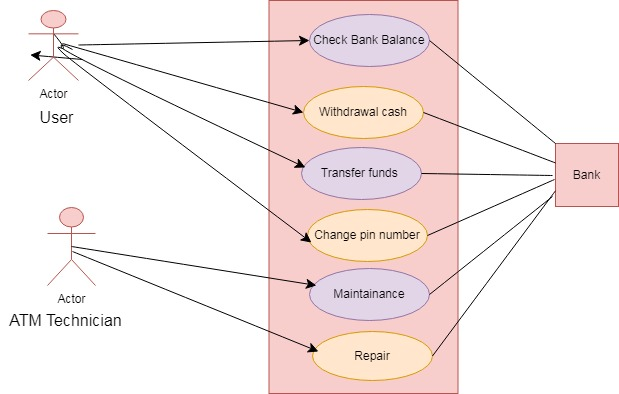 Check Bank Balance
Actor
User
Withdrawal cash
Transfer funds
Bank
Change pin number
Actor
ATM Technician
Maintainance
Repair